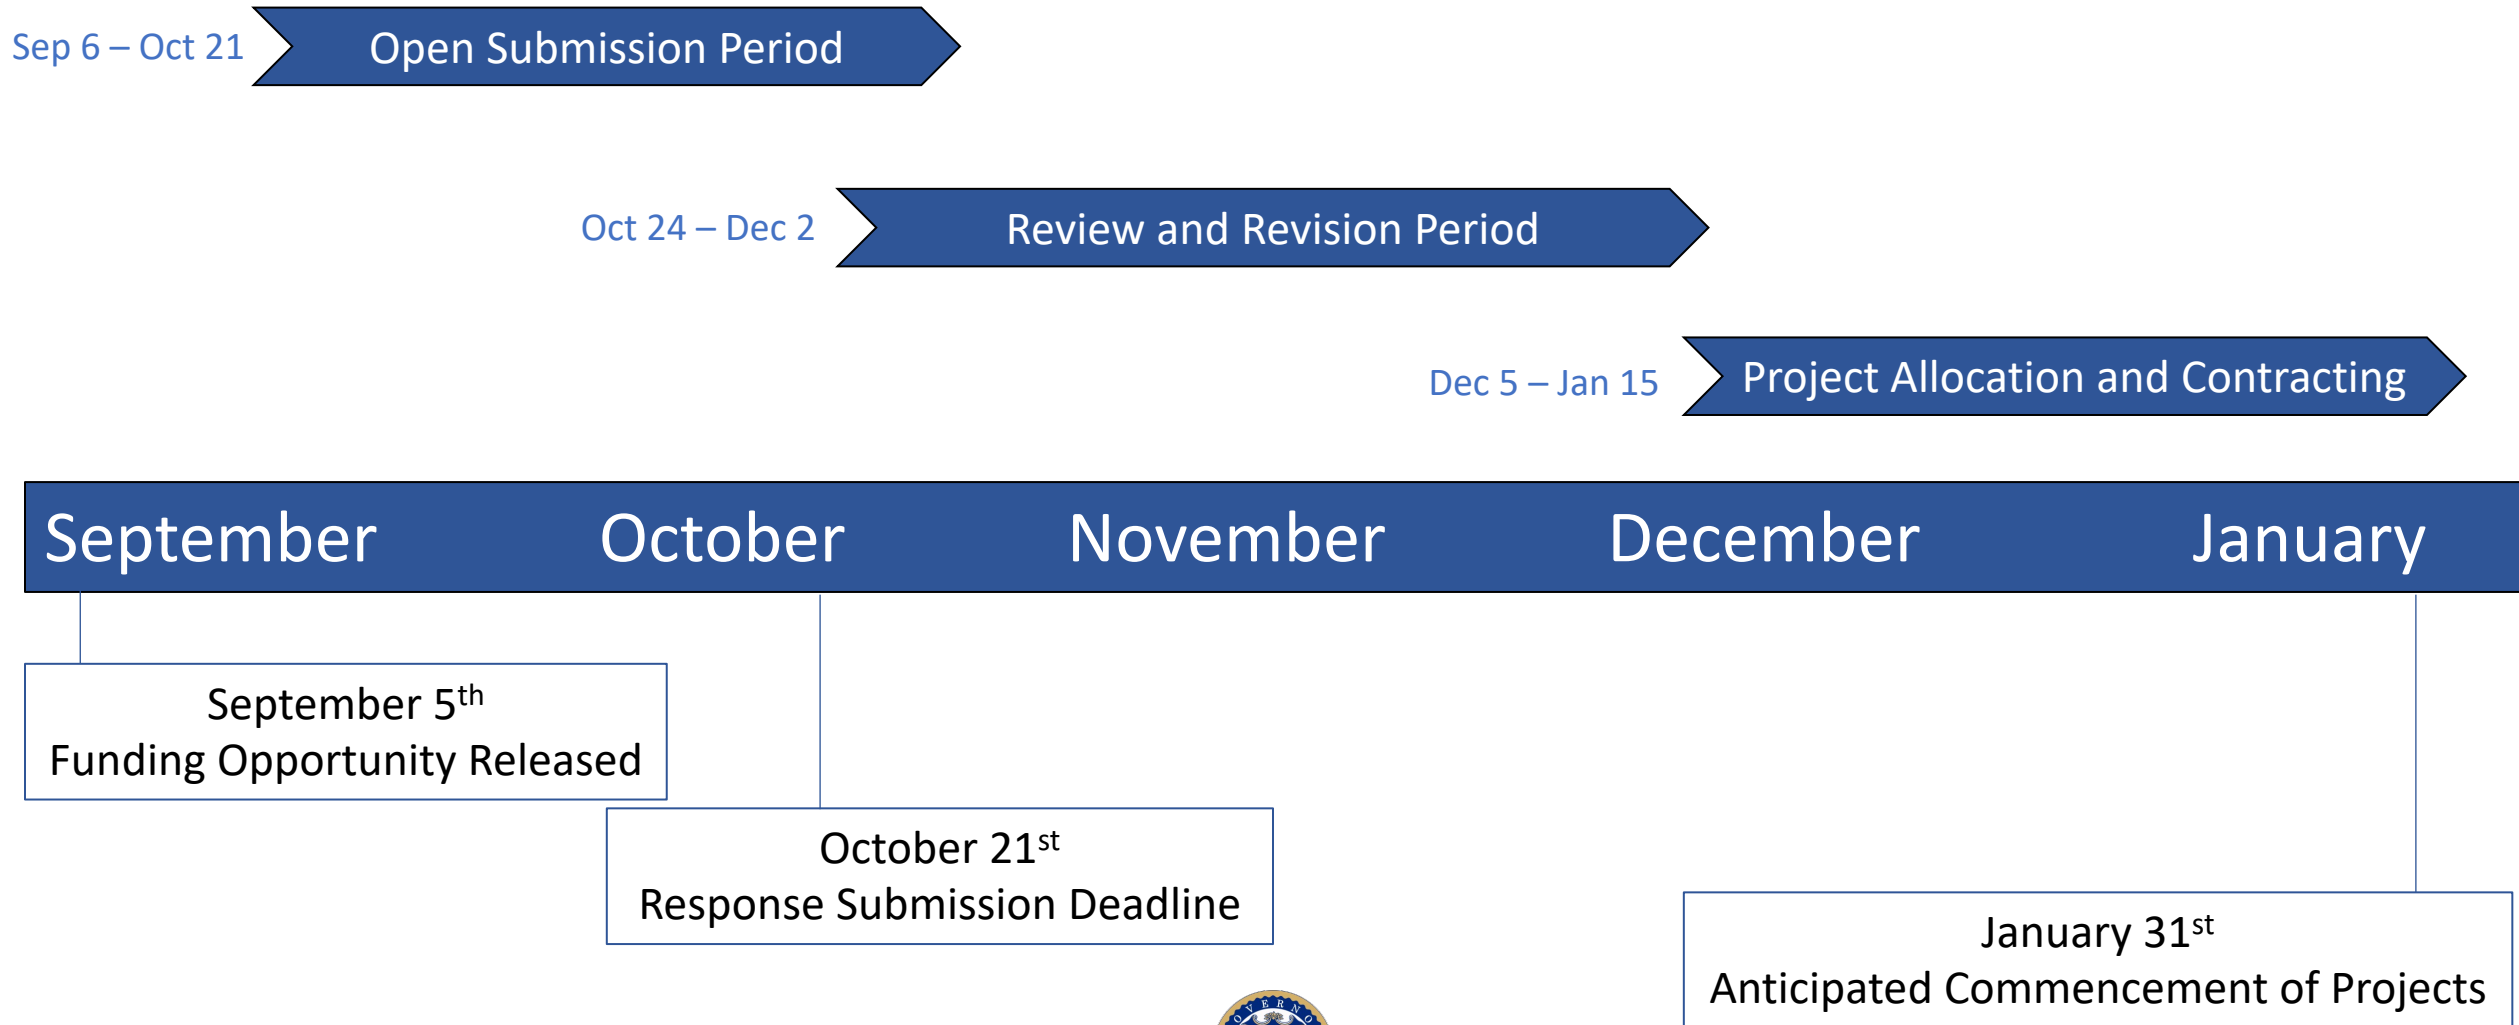 Sep 6 – Oct 21
Open Submission Period
Oct 24 – Dec 2
Review and Revision Period
Dec 5 – Jan 15
Project Allocation and Contracting
September
October
November
December
January
September 5th
Funding Opportunity Released
October 21st
Response Submission Deadline
January 31st
Anticipated Commencement of Projects